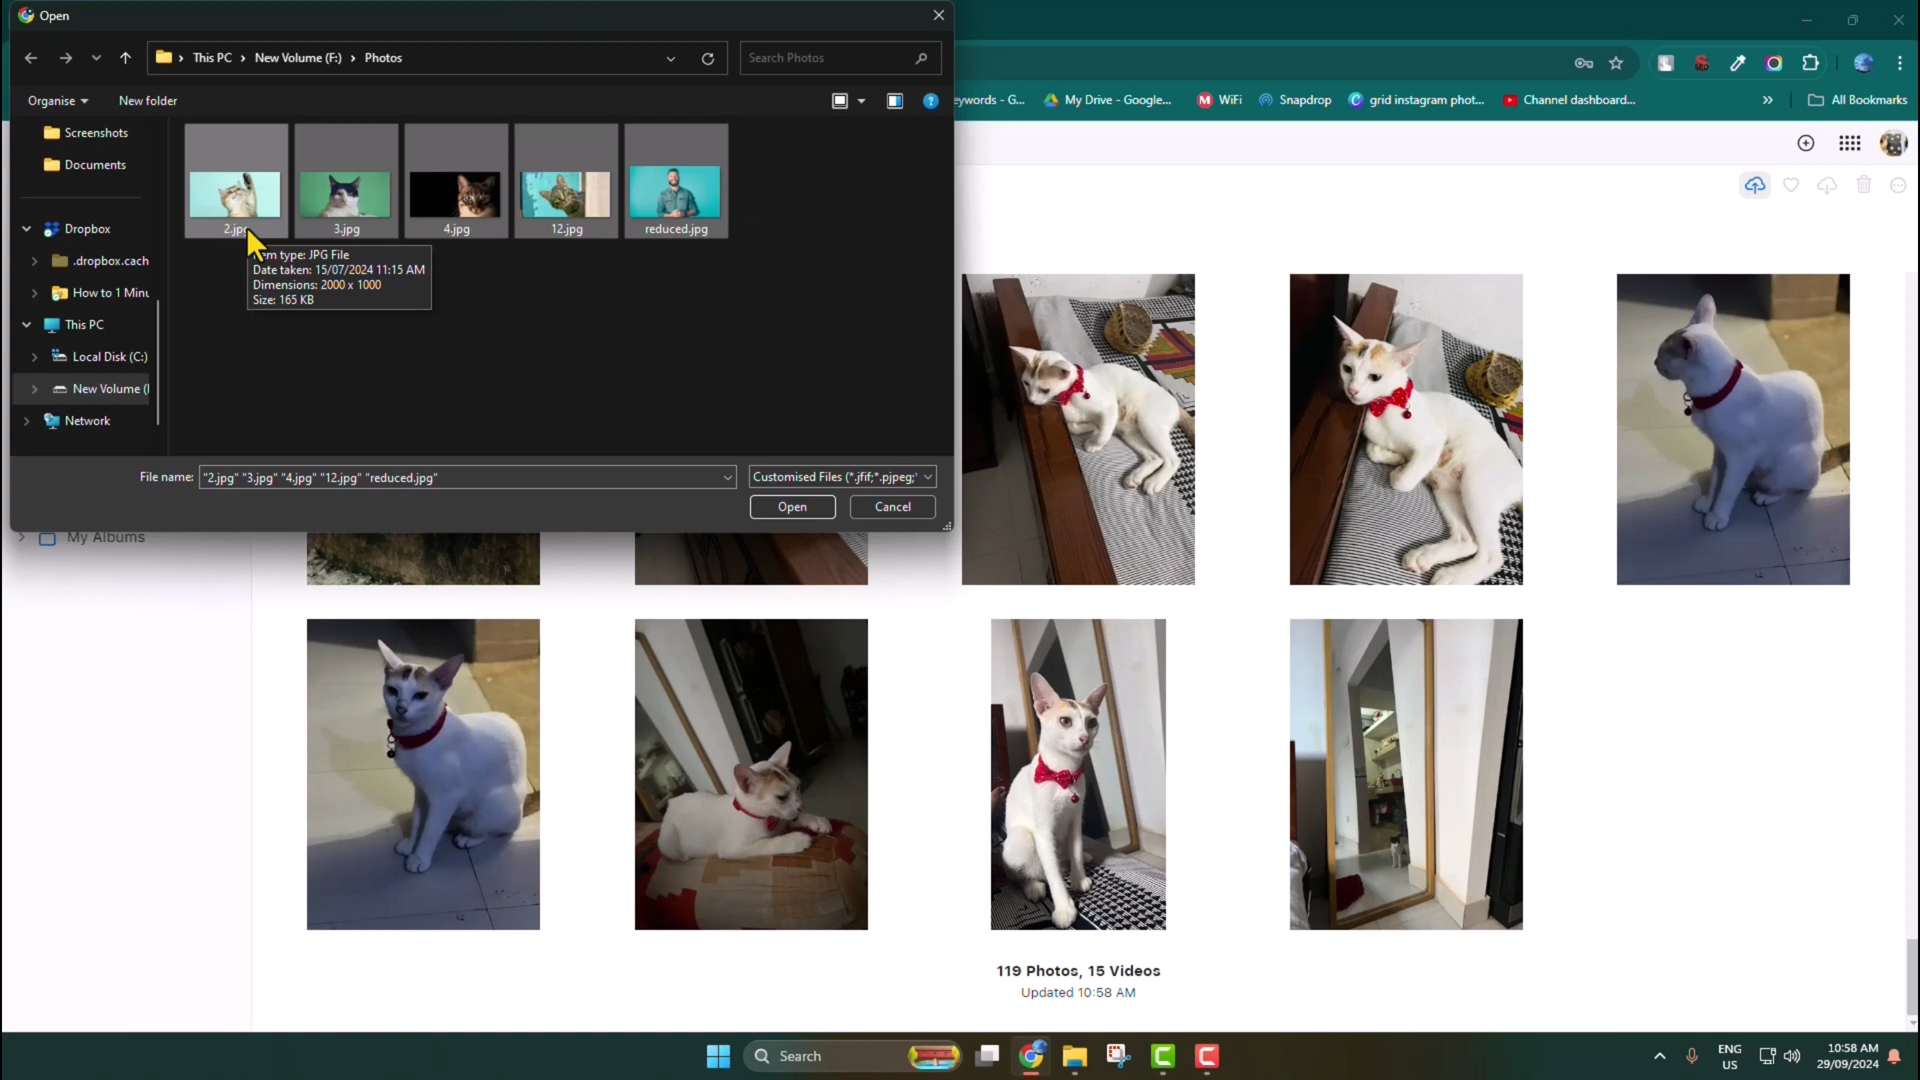 Open
This PC > New Volume (F:) > Photos
Search Photos
Organise
New folder
eywords - G...
My Drive - Google...
WiFi
Snapdrop
grid instagram phot...
Channel dashboard...
»
All Bookmarks
Screenshots
Documents
Dropbox
.dropbox.cach
How to 1 Minu
This PC
Local Disk (C:)
New Volume (
Network
2.jpg
3.jpg
4.jpg
12.jpg
reduced.jpg
em type: JPG File
Date taken: 15/07/2024 11:15 AM
Dimensions: 2000 x 1000
Size: 165 KB
File name:
"2.jpg" "3.jpg" "4.jpg" "12.jpg" "reduced.jpg"
Customised Files (*.jfif;*.pjpeg;*
Open
Cancel
My Albums
119 Photos, 15 Videos
Updated 10:58 AM
Search
ENG
US
10:58 AM
29/09/2024